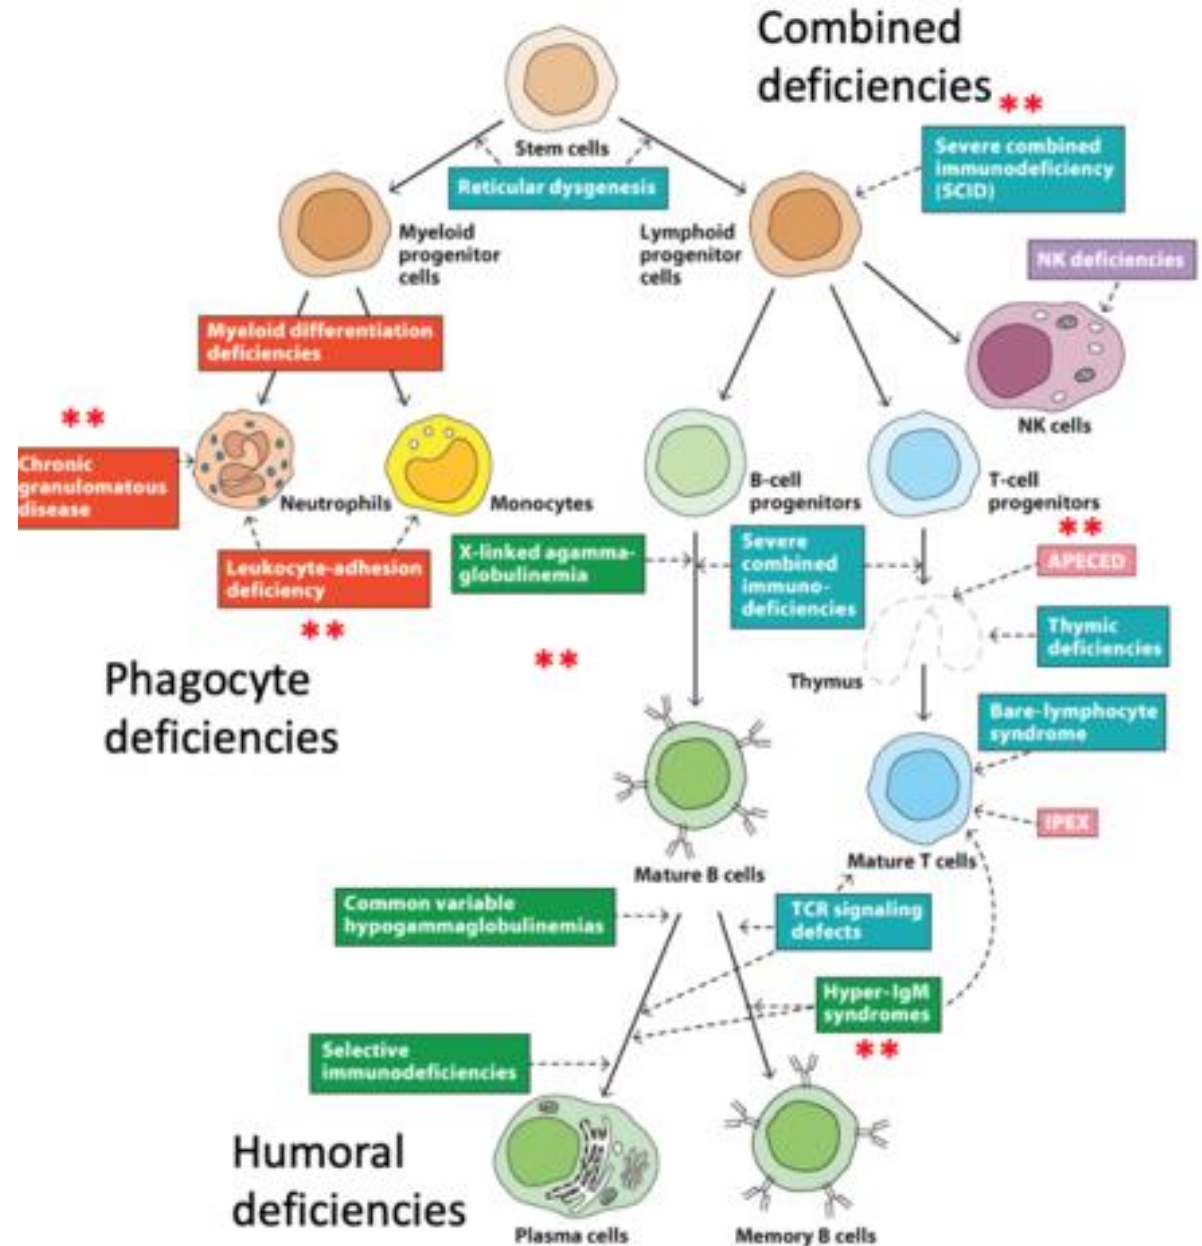 Combined
deficiencies
**
Stem cells
Severe combined
immunodeficiency
(SCID)
Reticular dysgenesis
Myeloid
progenitor
cells
Lymphoid
progenitor
cells
NK deficiencies
Myeloid differentiation
deficiencies
**
NK cells
Chronic
granulomatous
disease
Neutrophils
Monocytes
B-cell
progenitors
T-cell
progenitors
**
X-linked agamma-
globulinemia
Severe
combined
immuno-
deficiencies
APECED
Leukocyte-adhesion
deficiency
**
Thymic
deficiencies
**
Phagocyte
deficiencies
Thymus
Bare-lymphocyte
syndrome
IPEX
Mature T cells
Mature B cells
Common variable
hypogammaglobulinemias
TCR signaling
defects
Hyper-IgM
syndromes
**
Selective
immunodeficiencies
Humoral
deficiencies
Plasma cells
Memory B cells